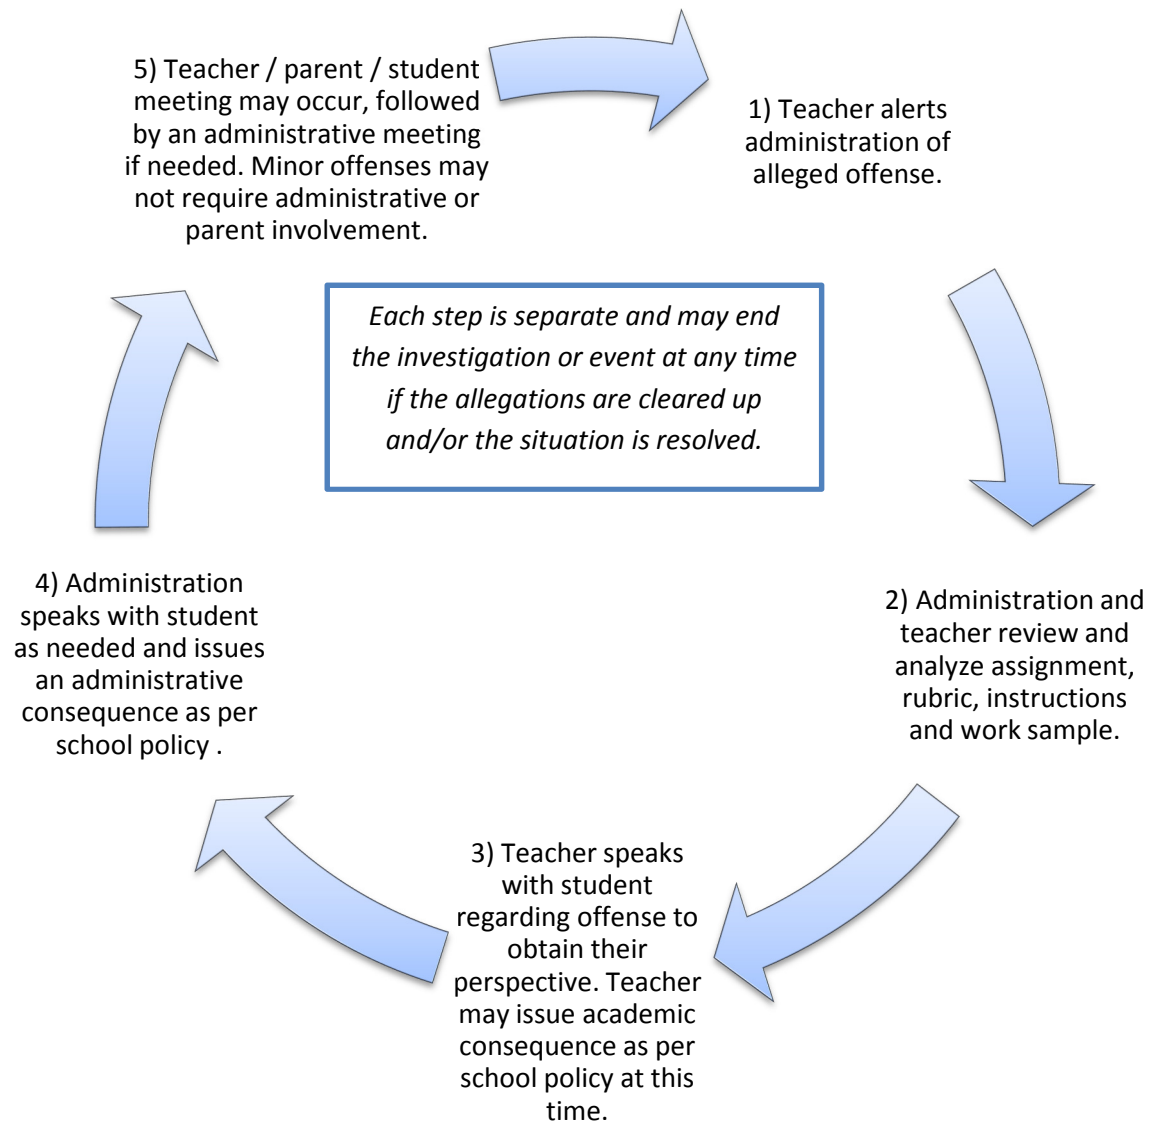 1) Teacher alerts
administration of
alleged offense.
2) Administration and
teacher review and
analyze assignment,
rubric, instructions
and work sample.
3) Teacher speaks
with student
regarding offense to
obtain their
perspective. Teacher
may issue academic
consequence as per
school policy at this
time.
4) Administration
speaks with student
as needed and issues
an administrative
consequence as per
school policy .
5) Teacher / parent / student
meeting may occur, followed
by an administrative meeting
if needed. Minor offenses may
not require administrative or
parent involvement.
Each step is separate and may end
the investigation or event at any time
if the allegations are cleared up
and/or the situation is resolved.